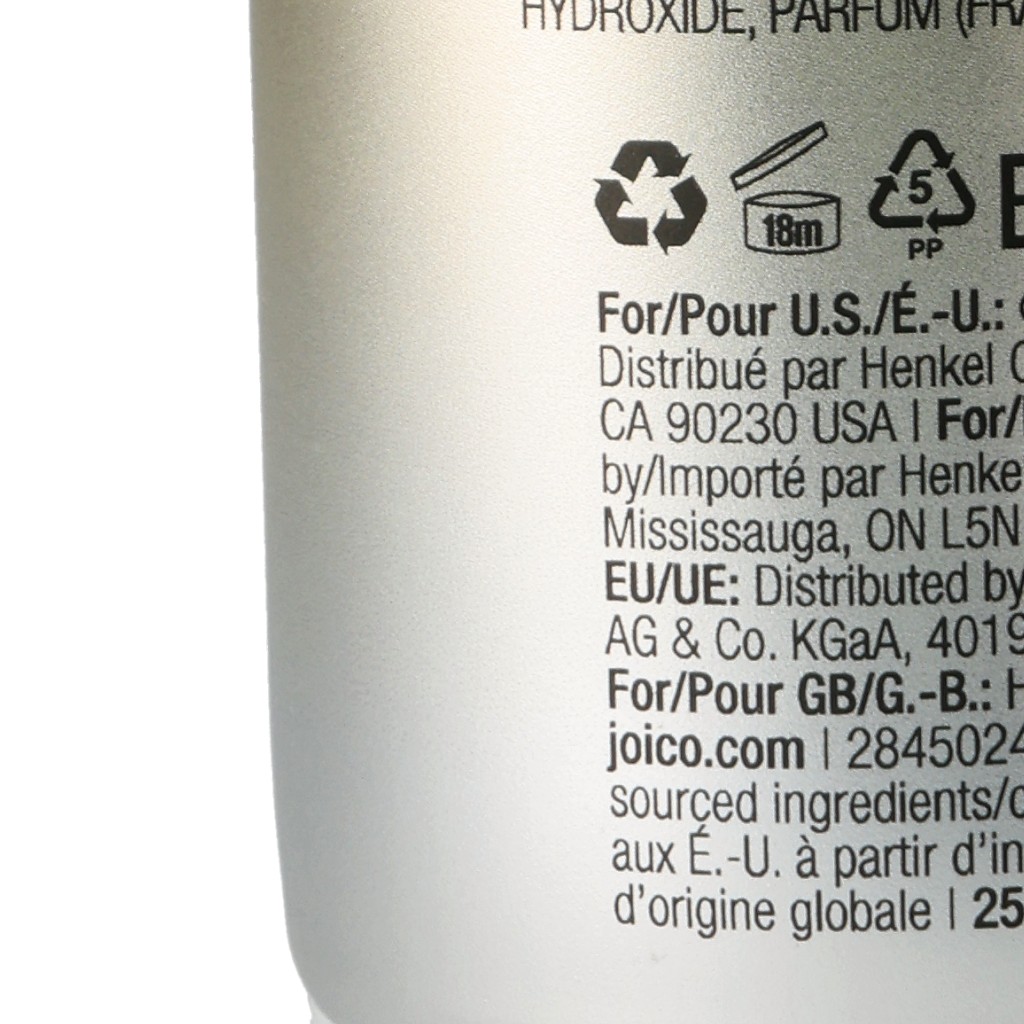 HYDROXIDE, PARFUM (FRA
18m
5
PP
For/Pour U.S./É.-U.:
Distribué par Henkel C
CA 90230 USA | For/
by/Importé par Henke
Mississauga, ON L5N
EU/UE: Distributed by
AG & Co. KGaA, 4019
For/Pour GB/G.-B.: H
joico.com | 2845024
sourced ingredients/c
aux É.-U. à partir d'in
d'origine globale | 25